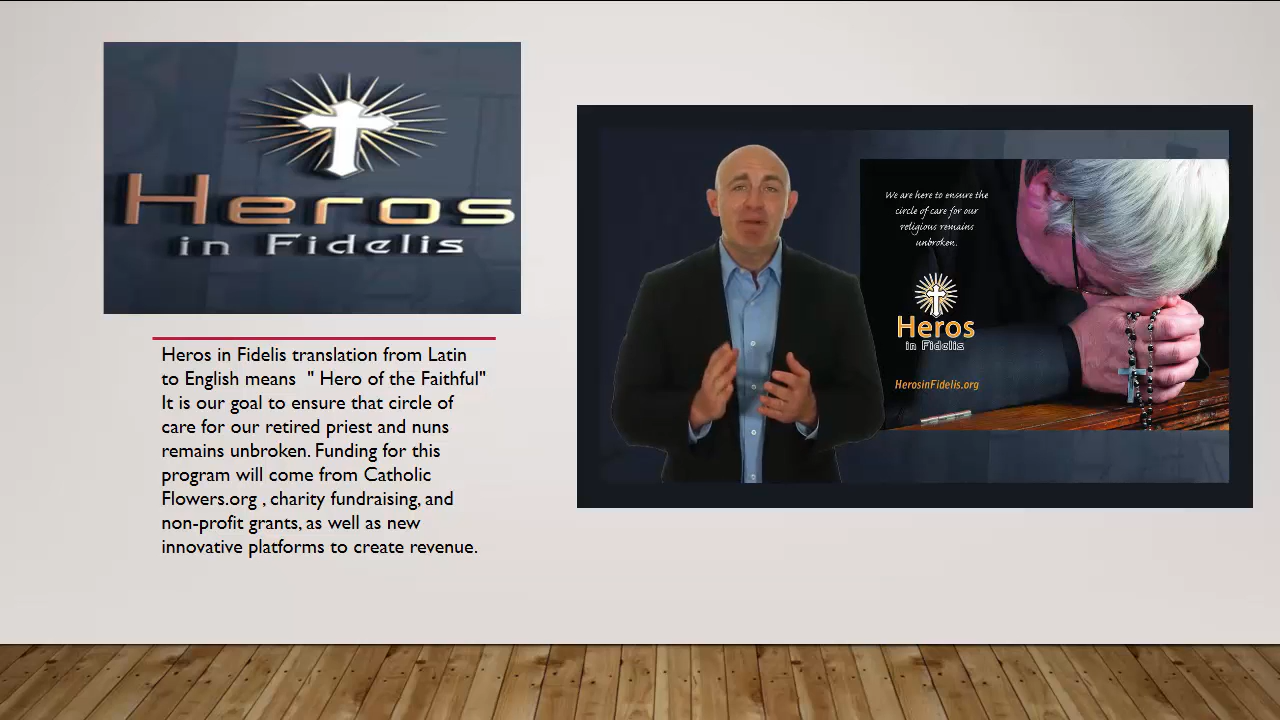 Heros
in Fidelis
Heros in Fidelis translation from Latin
to English means " Hero of the Faithful"
It is our goal to ensure that circle of
care for our retired priest and nuns
remains unbroken. Funding for this
program will come from Catholic
Flowers.org , charity fundraising, and
non-profit grants, as well as new
innovative platforms to create revenue.
We are here to ensure the
circle of care for our
religious remains
unbroken.
Heros
in Fidelis
HerosinFidelis.org